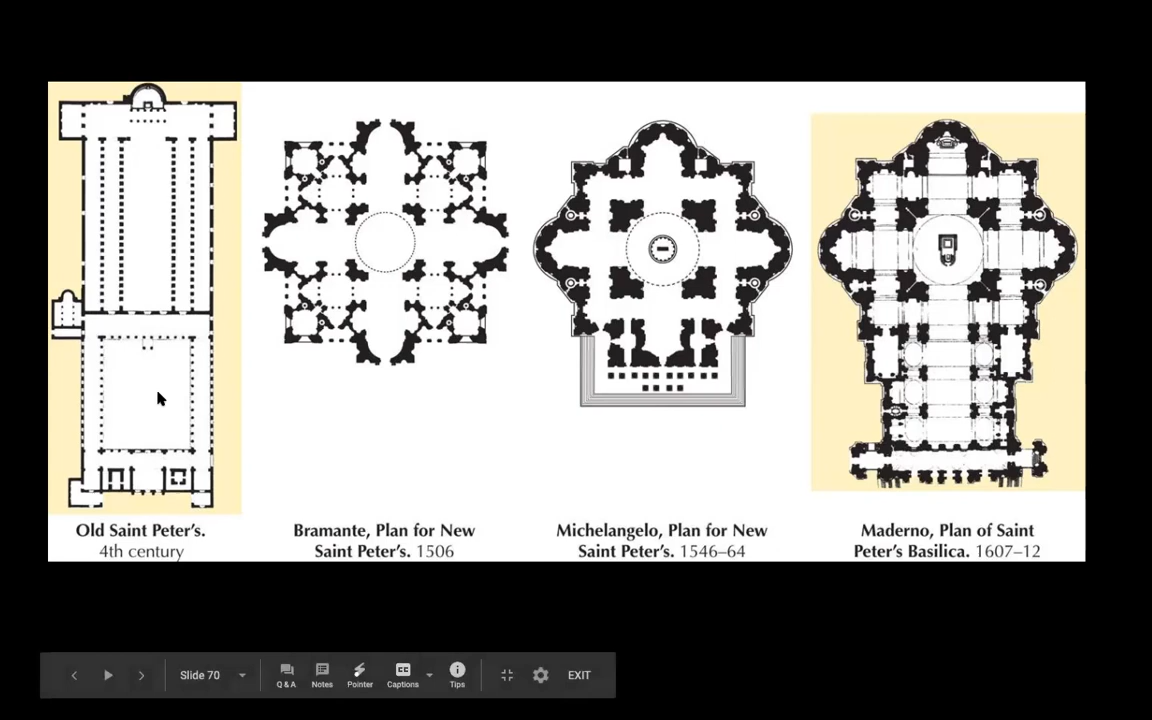 Old Saint Peter's.
4th century
Bramante, Plan for New
Saint Peter's. 1506
Michelangelo, Plan for New
Saint Peter's. 1546–64
Maderno, Plan of Saint
Peter's Basilica. 1607–12
Slide 70
Q & A
Notes
Pointer
CC
Captions
Tips
EXIT